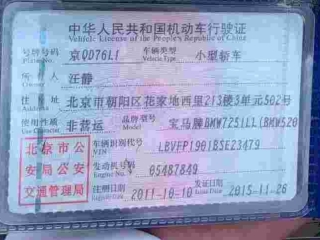 中华人民共和国机动车行驶证
Vehicle License of the People's Republic of China
号牌号码 京QD76L1 车辆类型 小型轿车
Plate No. Vehicle Type
所有人 汪静
Owner
住址 北京市朝阳区花家地西里213楼3单元502号
Address
使用性质 非营运 品牌型号 宝马牌BMW7251LL(BMW520
Use Character Model
北京市公 车辆识别代号 LBVFP1901BSE23479
VIN
安局公安 发动机号码 05487849
Engine No.
交通管理局 注册日期 2011-10-10 发证日期 2015-11-26
Register Date Issue Date